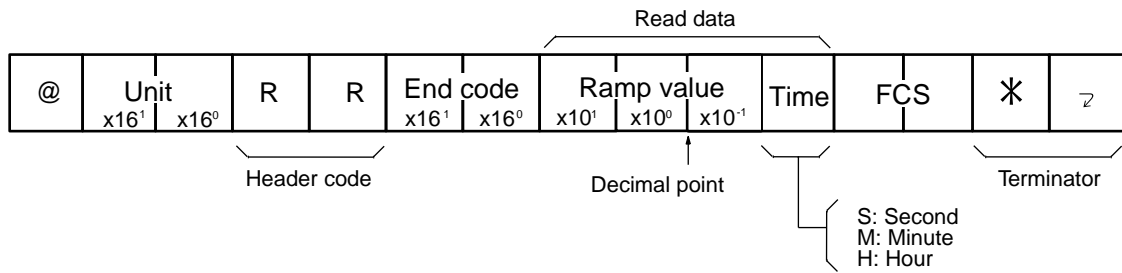 Read data
@ Unit R R End code Ramp value Time FCS * ↵
x16¹ x16⁰ x16¹ x16⁰ x10¹ x10⁰ x10⁻¹
Header code
Decimal point
Terminator
S: Second
M: Minute
H: Hour